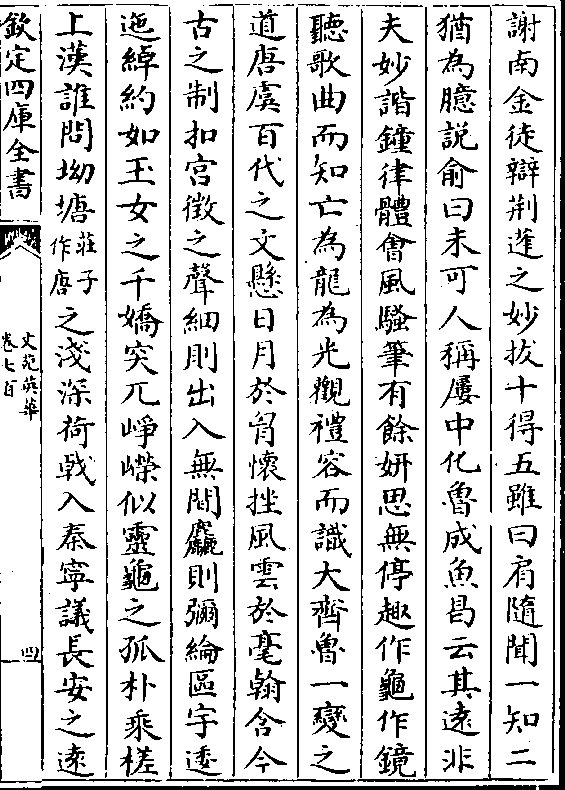 謝南金徒辯荆蓬之妙拔十得五雖曰肩隨聞一知二
猶為臆説俞曰未可人稱屢中化魯成魚曷云其遠非
夫妙諧鐘律體會風騷筆有餘妍思無停趣作龜作鏡
聽歌曲而知亡為龍為光觀禮容而識大齊魯一變之
道唐虞百代之文懸日月於胷懷挫風雲於毫翰含今
古之制扣宮徴之聲細則出入無間麤則彌綸區宇逶
迤綽約如玉女之千嬌突兀崢嶸似靈龜之孤朴乘槎
上漢誰問坳塘莊子作唐之淺深荷㦸入秦寧議長安之遠
欽定四庫全書
文苑英華
卷七百
四